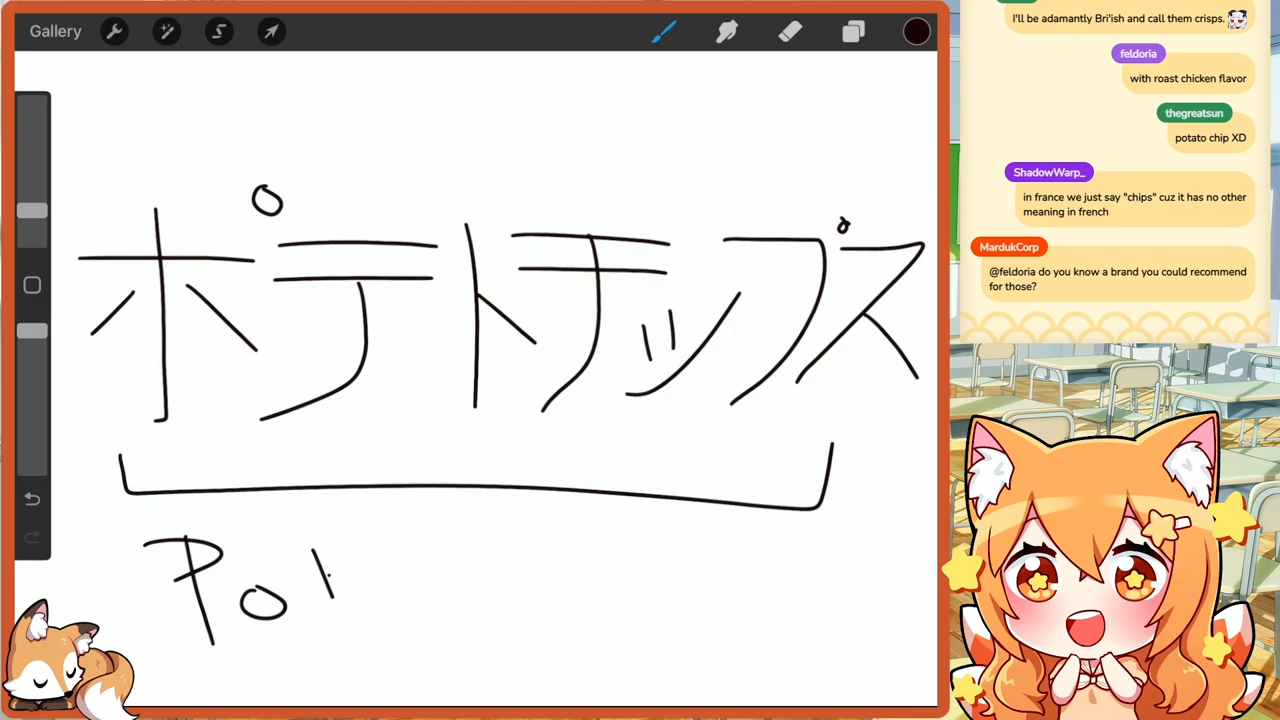 Gallery
ポテトチップス
Pot
I'll be adamantly Bri'ish and call them crisps.
feldoria
with roast chicken flavor
thegreatsun
potato chip XD
ShadowWarp_
in france we just say "chips" cuz it has no other
meaning in french
MardukCorp
@feldoria do you know a brand you could recommend
for those?